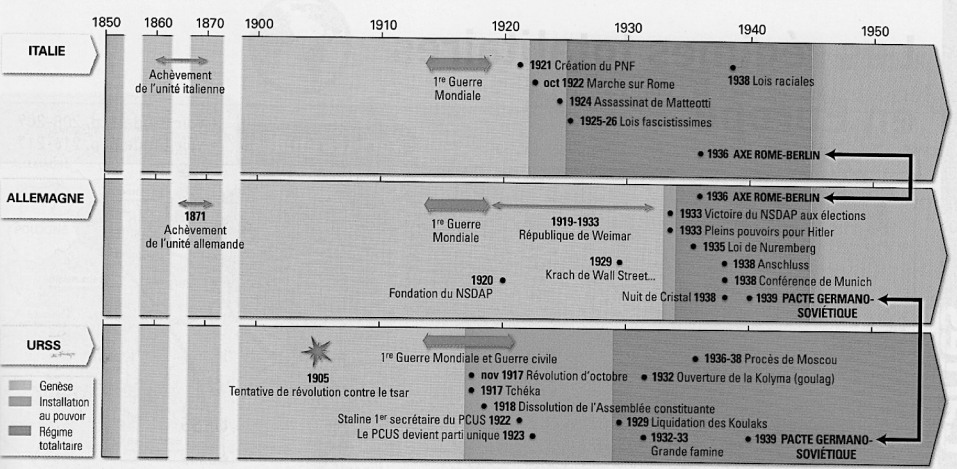 1850 1860 1870 1900 1910 1920 1930 1940 1950
ITALIE
Achèvement
de l'unité italienne
1re Guerre
Mondiale
1921 Création du PNF
oct 1922 Marche sur Rome
1924 Assassinat de Matteotti
1925-26 Lois fascistissimes
1938 Lois raciales
1936 AXE ROME-BERLIN
ALLEMAGNE
1871
Achèvement
de l'unité allemande
1re Guerre
Mondiale
1919-1933
République de Weimar
1929
Krach de Wall Street...
1920
Fondation du NSDAP
1936 AXE ROME-BERLIN
1933 Victoire du NSDAP aux élections
1933 Pleins pouvoirs pour Hitler
1935 Loi de Nuremberg
1938 Anschluss
1938 Conférence de Munich
Nuit de Cristal 1938
1939 PACTE GERMANO-
SOVIÉTIQUE
URSS
1905
Tentative de révolution contre le tsar
1re Guerre Mondiale et Guerre civile
nov 1917 Révolution d'octobre
1917 Tchéka
1918 Dissolution de l'Assemblée constituante
Staline 1er secrétaire du PCUS 1922
Le PCUS devient parti unique 1923
1936-38 Procès de Moscou
1932 Ouverture de la Kolyma (goulag)
1929 Liquidation des Koulaks
1932-33
Grande famine
1939 PACTE GERMANO-
SOVIÉTIQUE
Genèse
Installation
au pouvoir
Régime
totalitaire